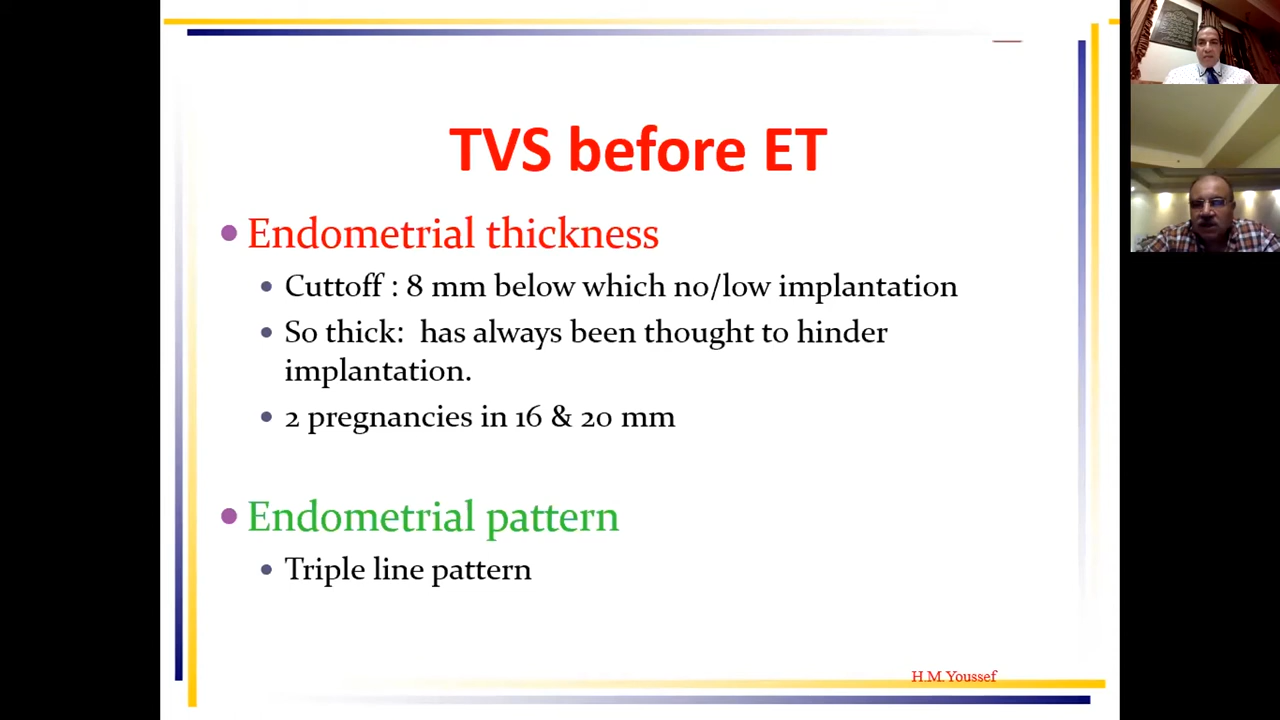 TVS before ET
Endometrial thickness
Cuttoff : 8 mm below which no/low implantation
So thick: has always been thought to hinder
implantation.
2 pregnancies in 16 & 20 mm
Endometrial pattern
Triple line pattern
H.M.Youssef